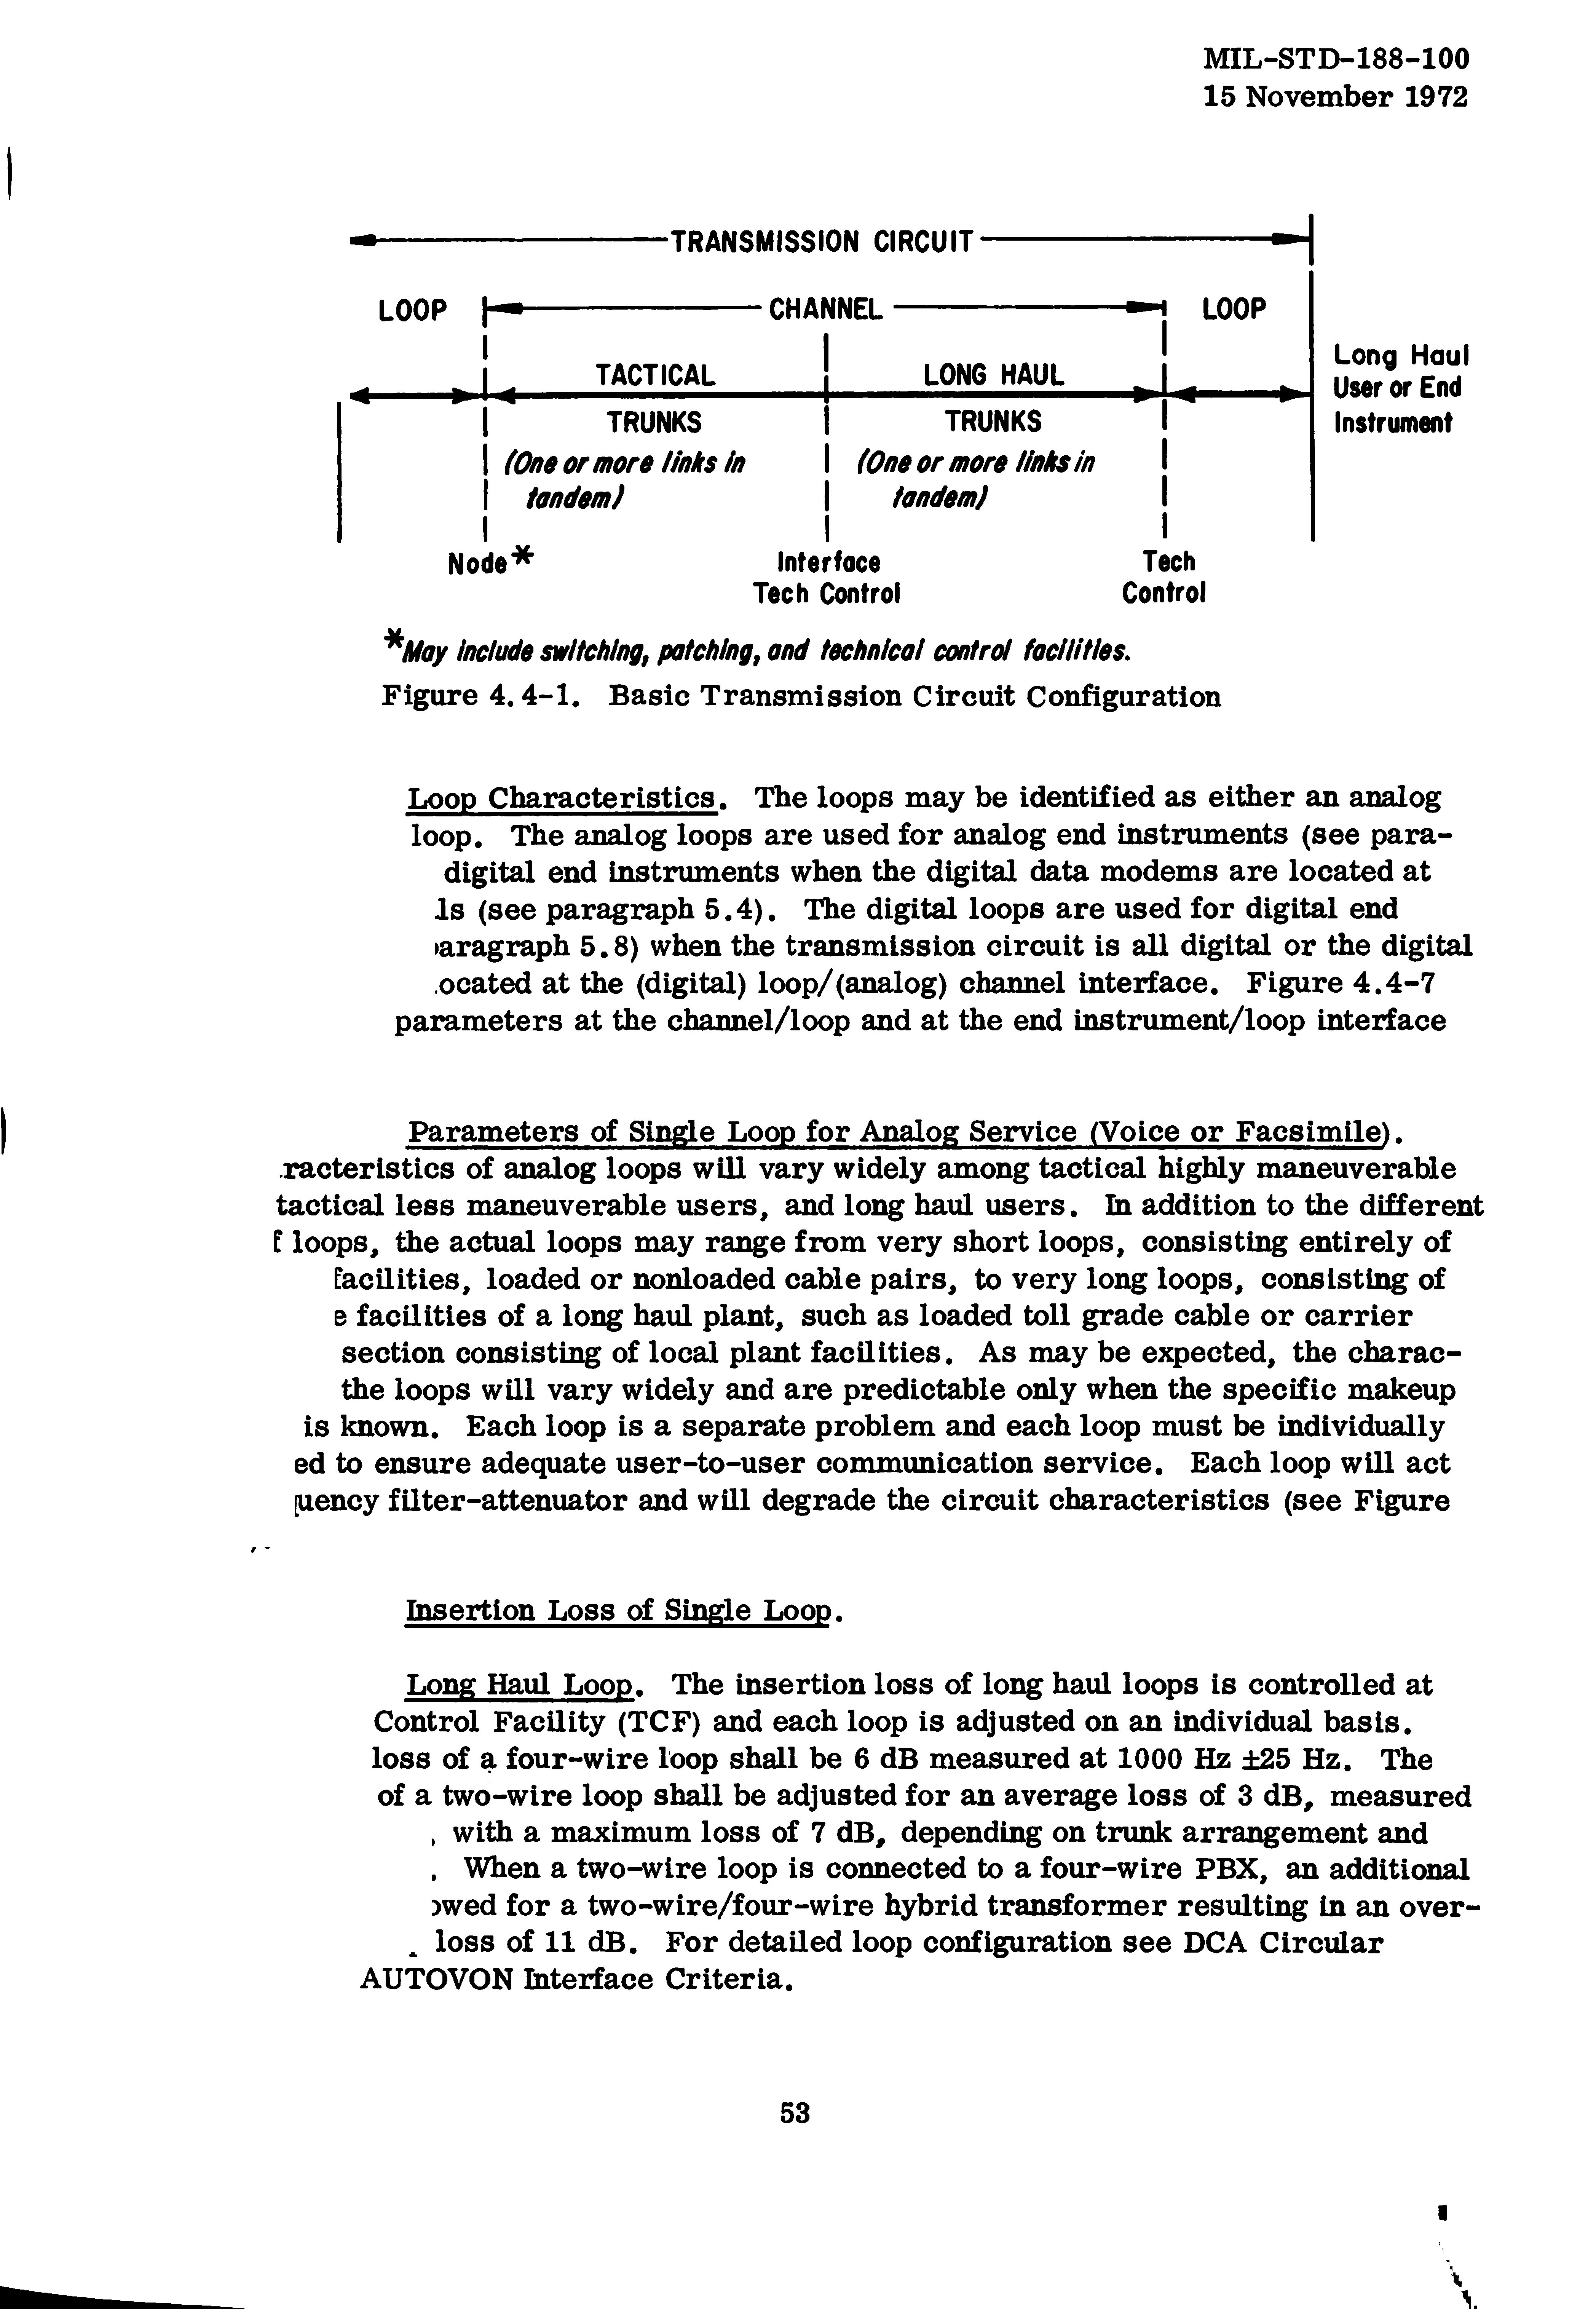 MIL-STD-188-100
15 November 1972
TRANSMISSION CIRCUIT
LOOP CHANNEL LOOP
TACTICAL LONG HAUL
TRUNKS TRUNKS
(One or more links in tandem) (One or more links in tandem)
Long Haul
User or End
Instrument
Node* Interface Tech
Tech Control Control
*May include switching, patching, and technical control facilities.
Figure 4.4-1. Basic Transmission Circuit Configuration
Loop Characteristics. The loops may be identified as either an analog
loop. The analog loops are used for analog end instruments (see para-
digital end instruments when the digital data modems are located at
(see paragraph 5.4). The digital loops are used for digital end
5.8) when the transmission circuit is all digital or the digital
at the (digital) loop/(analog) channel interface. Figure 4.4-7
parameters at the channel/loop and at the end instrument/loop interface
Parameters of Single Loop for Analog Service (Voice or Facsimile).
of analog loops will vary widely among tactical highly maneuverable
tactical less maneuverable users, and long haul users. In addition to the different
loops, the actual loops may range from very short loops, consisting entirely of
facilities, loaded or nonloaded cable pairs, to very long loops, consisting of
facilities of a long haul plant, such as loaded toll grade cable or carrier
section consisting of local plant facilities. As may be expected, the charac-
the loops will vary widely and are predictable only when the specific makeup
is known. Each loop is a separate problem and each loop must be individually
ed to ensure adequate user-to-user communication service. Each loop will act
filter-attenuator and will degrade the circuit characteristics (see Figure
Insertion Loss of Single Loop.
Long Haul Loop. The insertion loss of long haul loops is controlled at
Control Facility (TCF) and each loop is adjusted on an individual basis.
loss of a four-wire loop shall be 6 dB measured at 1000 Hz ±25 Hz. The
of a two-wire loop shall be adjusted for an average loss of 3 dB, measured
, with a maximum loss of 7 dB, depending on trunk arrangement and
. When a two-wire loop is connected to a four-wire PBX, an additional
owed for a two-wire/four-wire hybrid transformer resulting in an over-
loss of 11 dB. For detailed loop configuration see DCA Circular
AUTOVON Interface Criteria.
53